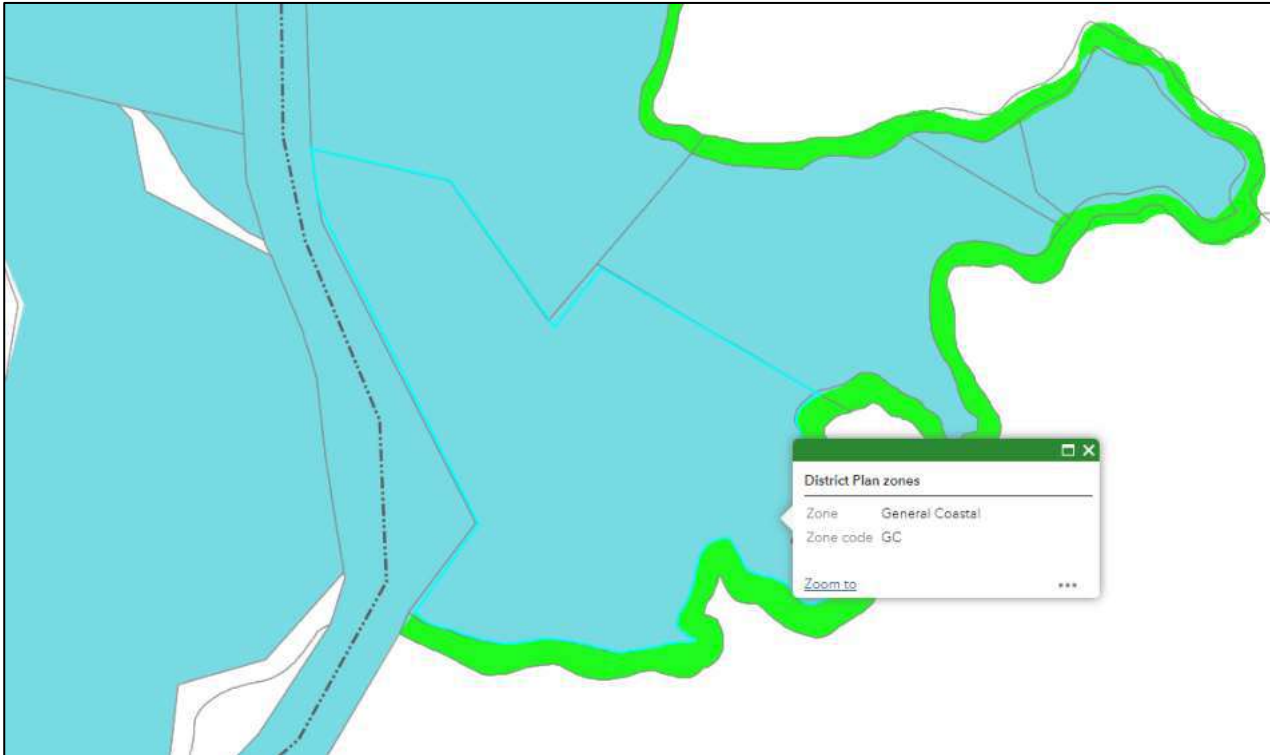 District Plan zones
Zone General Coastal
Zone code GC
Zoom to